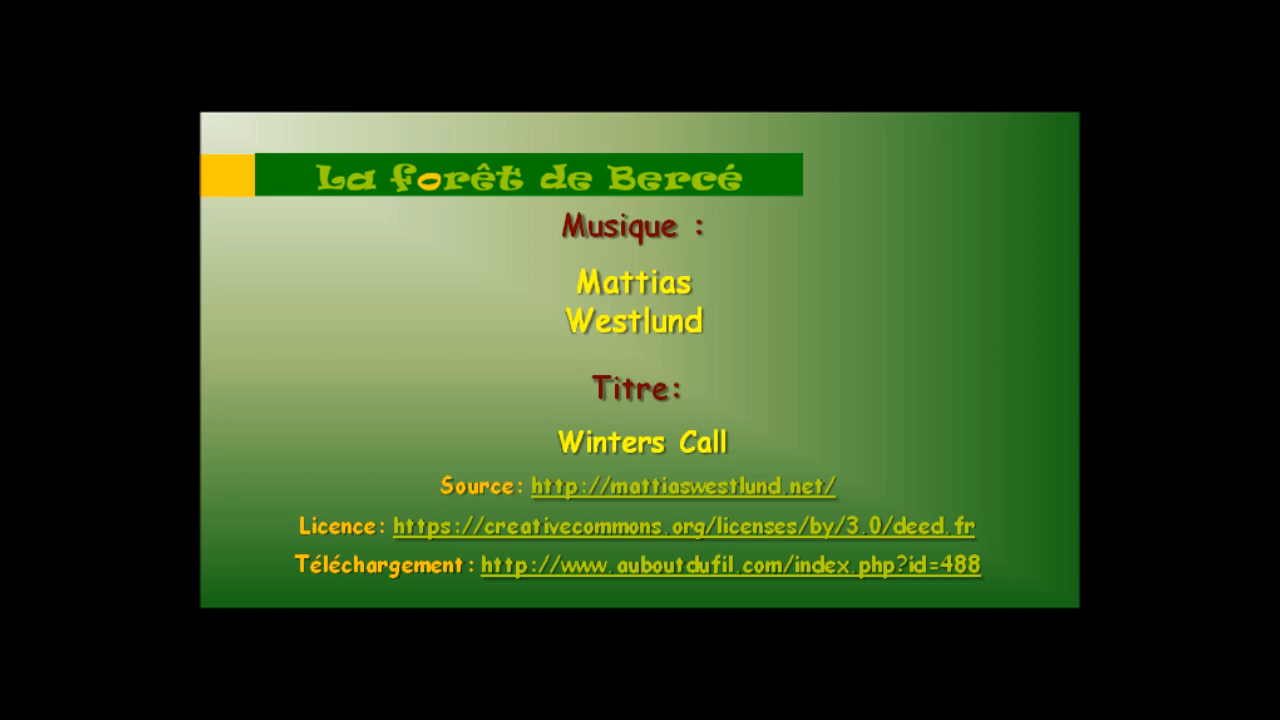 La forêt de Bercé
Musique :
Mattias
Westlund
Titre:
Winters Call
Source: http://mattiaswestlund.net/
Licence: https://creativecommons.org/licenses/by/3.0/deed.fr
Téléchargement: http://www.auboutdufil.com/index.php?id=488